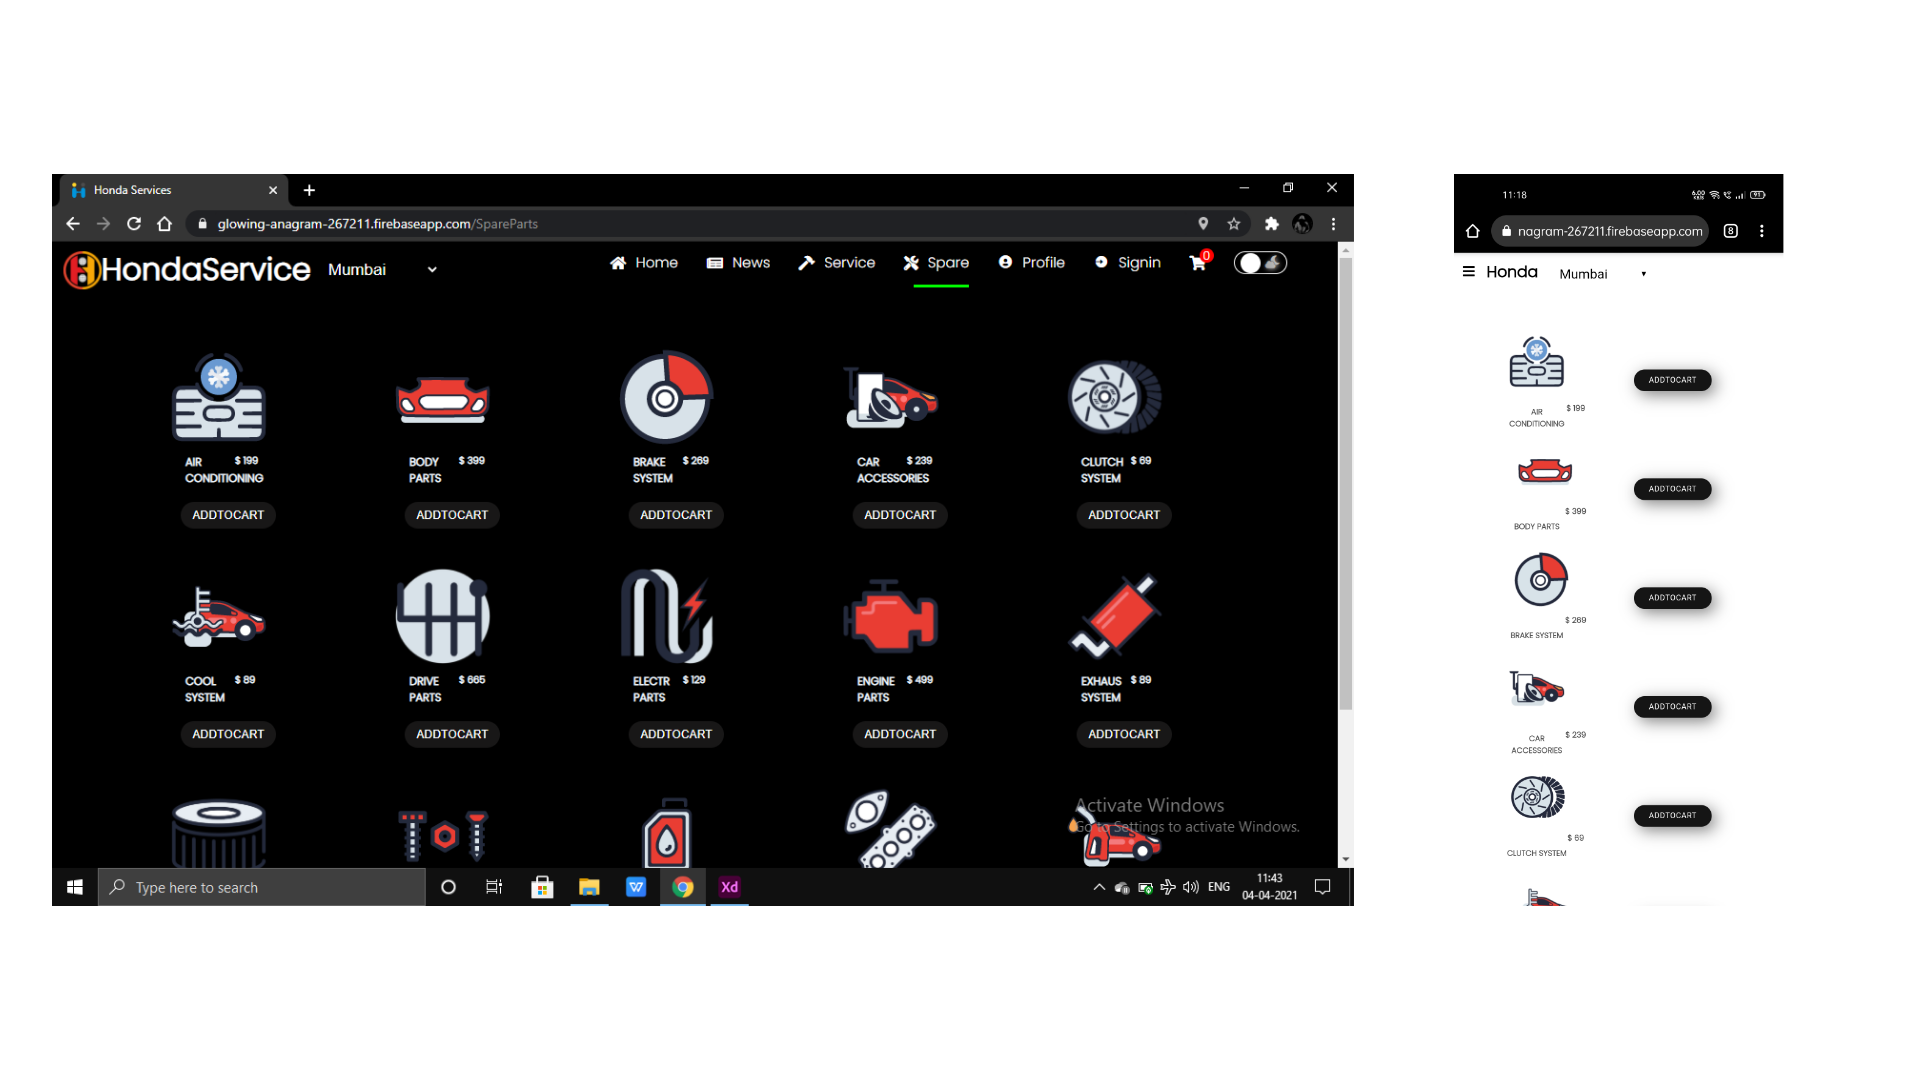 Honda Services
glowing-anagram-267211.firebaseapp.com/SpareParts
HondaService Mumbai Home News Service Spare Profile Signin 0
AIR CONDITIONING $ 199
BODY PARTS $ 399
BRAKE SYSTEM $ 269
CAR ACCESSORIES $ 239
CLUTCH SYSTEM $ 69
ADDTOCART ADDTOCART ADDTOCART ADDTOCART ADDTOCART
COOL SYSTEM $ 89
DRIVE PARTS $ 665
ELECTR PARTS $ 129
ENGINE PARTS $ 499
EXHAUS SYSTEM $ 89
ADDTOCART ADDTOCART ADDTOCART ADDTOCART ADDTOCART
Activate Windows
Go to Settings to activate Windows.
Type here to search
Xd
ENG
11:43
04-04-2021
11:18
91
nagram-267211.firebaseapp.com 8
Honda Mumbai
ADDTOCART
$ 199
AIR
CONDITIONING
ADDTOCART
$ 399
BODY PARTS
ADDTOCART
$ 269
BRAKE SYSTEM
ADDTOCART
$ 239
CAR
ACCESSORIES
ADDTOCART
$ 69
CLUTCH SYSTEM